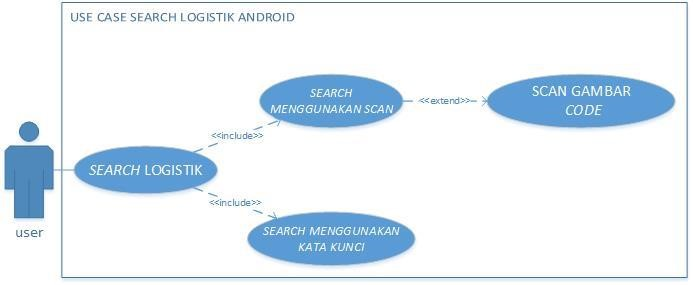 USE CASE SEARCH LOGISTIK ANDROID
SEARCH
MENGGUNAKAN SCAN
<<extend>>
SCAN GAMBAR
CODE
<<include>>
SEARCH LOGISTIK
<<include>>
SEARCH MENGGUNAKAN
KATA KUNCI
user